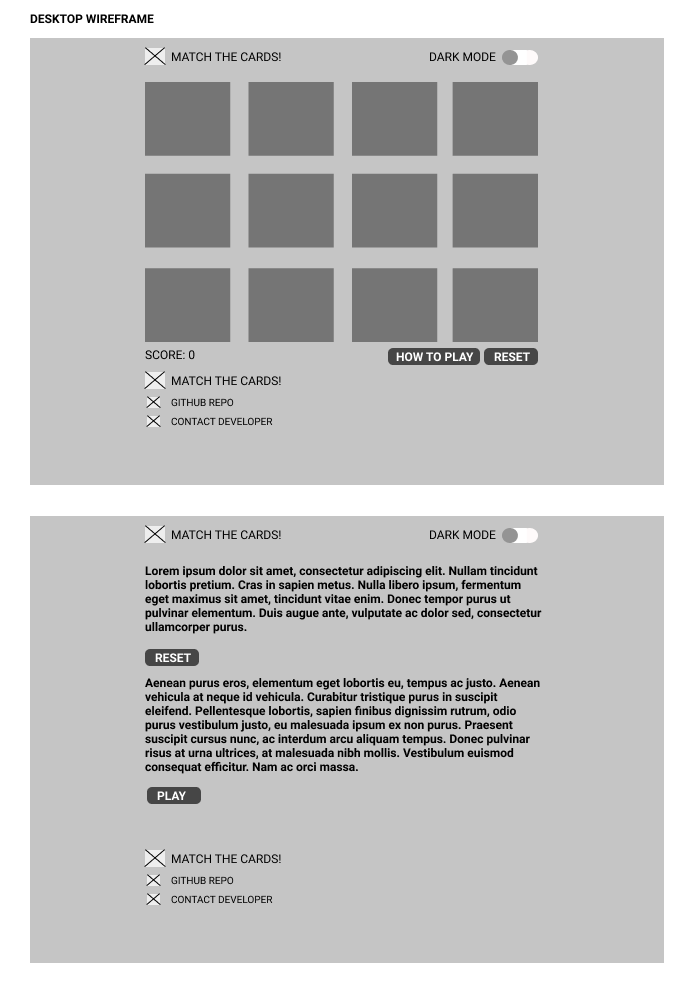 DESKTOP WIREFRAME
MATCH THE CARDS!
DARK MODE
SCORE: 0
HOW TO PLAY
RESET
MATCH THE CARDS!
GITHUB REPO
CONTACT DEVELOPER
MATCH THE CARDS!
DARK MODE
Lorem ipsum dolor sit amet, consectetur adipiscing elit. Nullam tincidunt
lobortis pretium. Cras in sapien metus. Nulla libero ipsum, fermentum
eget maximus sit amet, tincidunt vitae enim. Donec tempor purus ut
pulvinar elementum. Duis augue ante, vulputate ac dolor sed, consectetur
ullamcorper purus.
RESET
Aenean purus eros, elementum eget lobortis eu, tempus ac justo. Aenean
vehicula at neque id vehicula. Curabitur tristique purus in suscipit
eleifend. Pellentesque lobortis, sapien finibus dignissim rutrum, odio
purus vestibulum justo, eu malesuada ipsum ex non purus. Praesent
suscipit cursus nunc, ac interdum arcu aliquam tempus. Donec pulvinar
risus at urna ultrices, at malesuada nibh mollis. Vestibulum euismod
consequat efficitur. Nam ac orci massa.
PLAY
MATCH THE CARDS!
GITHUB REPO
CONTACT DEVELOPER